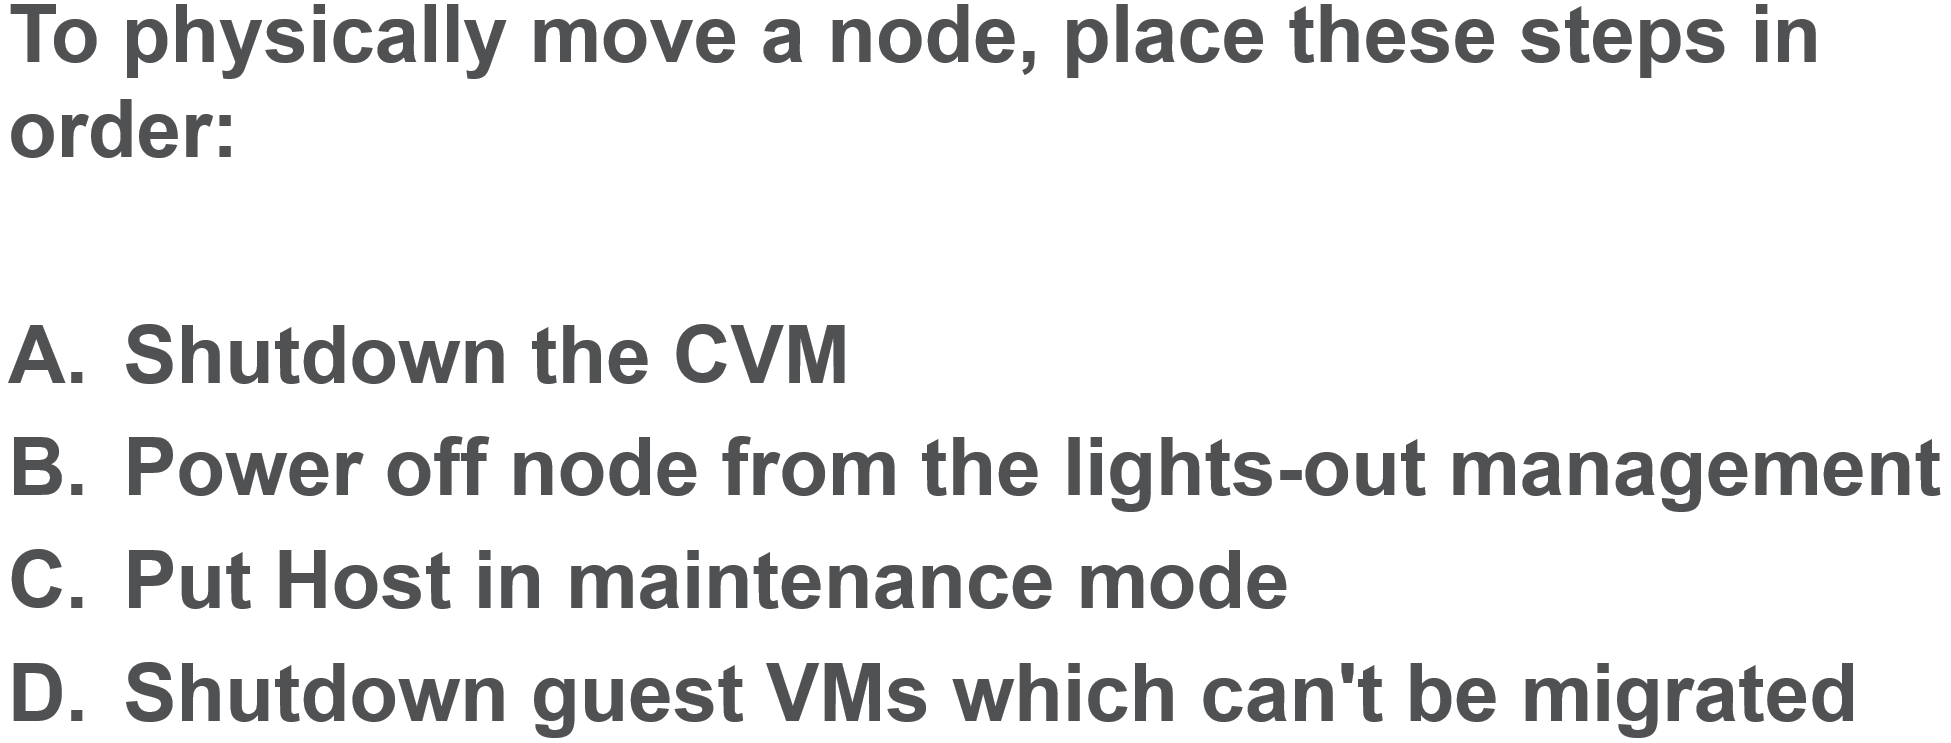 To physically move a node, place these steps in
order:
A. Shutdown the CVM
B. Power off node from the lights-out management
C. Put Host in maintenance mode
D. Shutdown guest VMs which can't be migrated